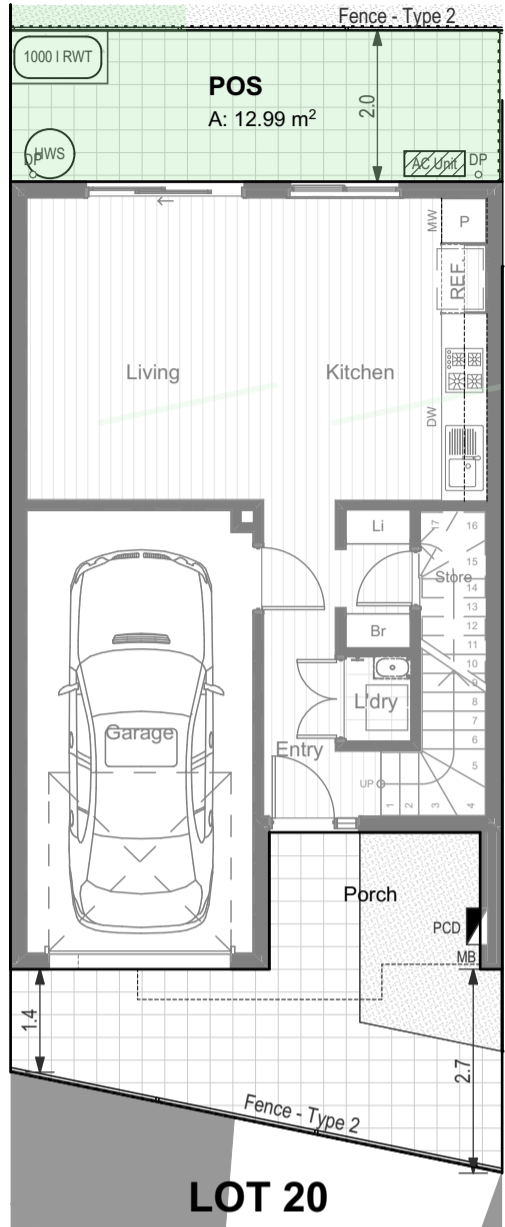 Fence - Type 2
1000 l RWT
POS
A: 12.99 m²
2.0
HWS
DP
AC Unit
DP
MW
P
REF.
Living
Kitchen
DW
Li
17
16
15
Store
14
13
12
Br
11
10
9
L'dry
8
7
Garage
6
Entry
5
UP
1
2
3
4
Porch
PCD
MB
1.4
2.7
Fence - Type 2
LOT 20